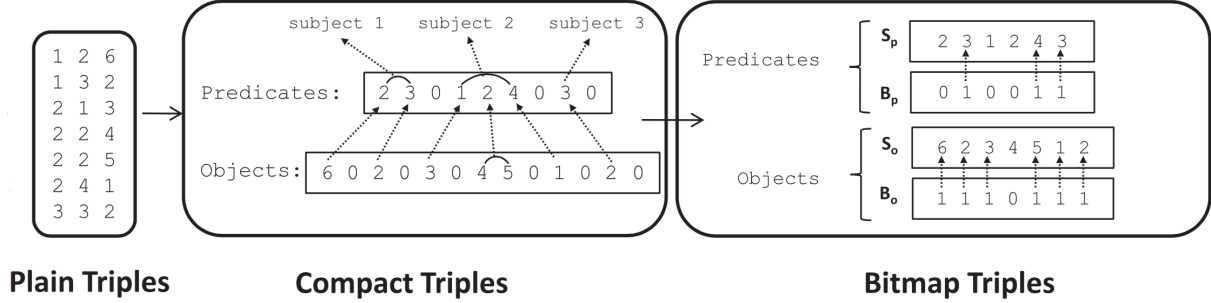 1 2 6
1 3 2
2 1 3
2 2 4
2 2 5
2 4 1
3 3 2
Plain Triples
subject 1 subject 2 subject 3
Predicates: 2 3 0 1 2 4 0 3 0
Objects: 6 0 2 0 3 0 4 5 0 1 0 2 0
Compact Triples
Predicates
Sp 2 3 1 2 4 3
Bp 0 1 0 0 1 1
Objects
So 6 2 3 4 5 1 2
Bo 1 1 1 0 1 1 1
Bitmap Triples